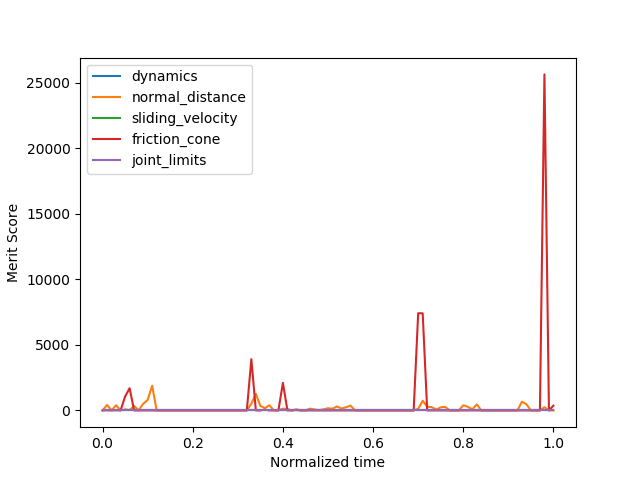 dynamics
normal_distance
sliding_velocity
friction_cone
joint_limits
25000
20000
15000
10000
5000
0
Merit Score
0.0 0.2 0.4 0.6 0.8 1.0
Normalized time